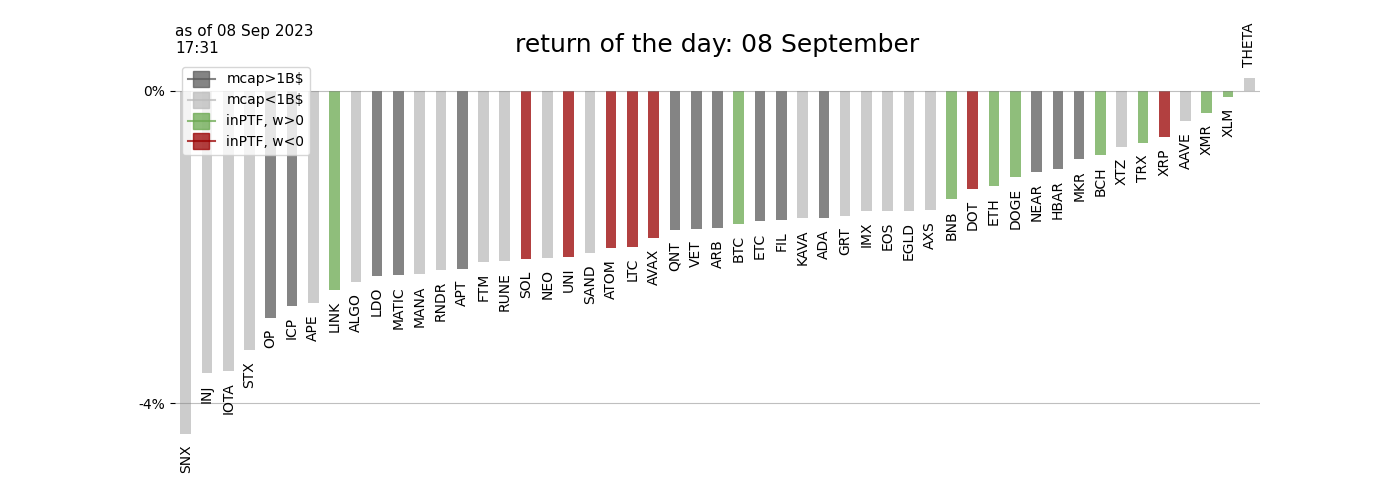 as of 08 Sep 2023
17:31
return of the day: 08 September
mcap>1B$
mcap<1B$
inPTF, w>0
inPTF, w<0
0%
-4%
SNX
INJ
IOTA
STX
OP
ICP
APE
LINK
ALGO
LDO
MATIC
MANA
RNDR
APT
FTM
RUNE
SOL
NEO
UNI
SAND
ATOM
LTC
AVAX
QNT
VET
ARB
BTC
ETC
FIL
KAVA
ADA
GRT
IMX
EOS
EGLD
AXS
BNB
DOT
ETH
DOGE
NEAR
HBAR
MKR
BCH
XTZ
TRX
XRP
AAVE
XMR
XLM
THETA